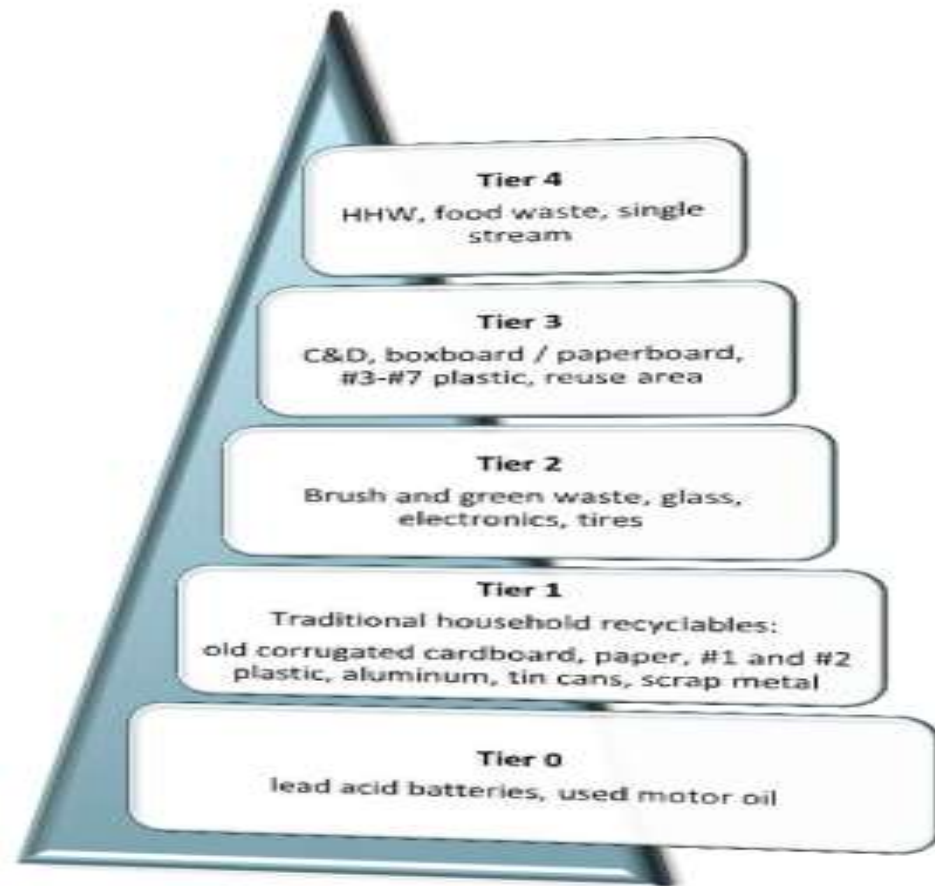 Tier 4
HHW, food waste, single
stream
Tier 3
C&D, boxboard / paperboard,
#3-#7 plastic, reuse area
Tier 2
Brush and green waste, glass,
electronics, tires
Tier 1
Traditional household recyclables:
old corrugated cardboard, paper, #1 and #2
plastic, aluminum, tin cans, scrap metal
Tier 0
lead acid batteries, used motor oil